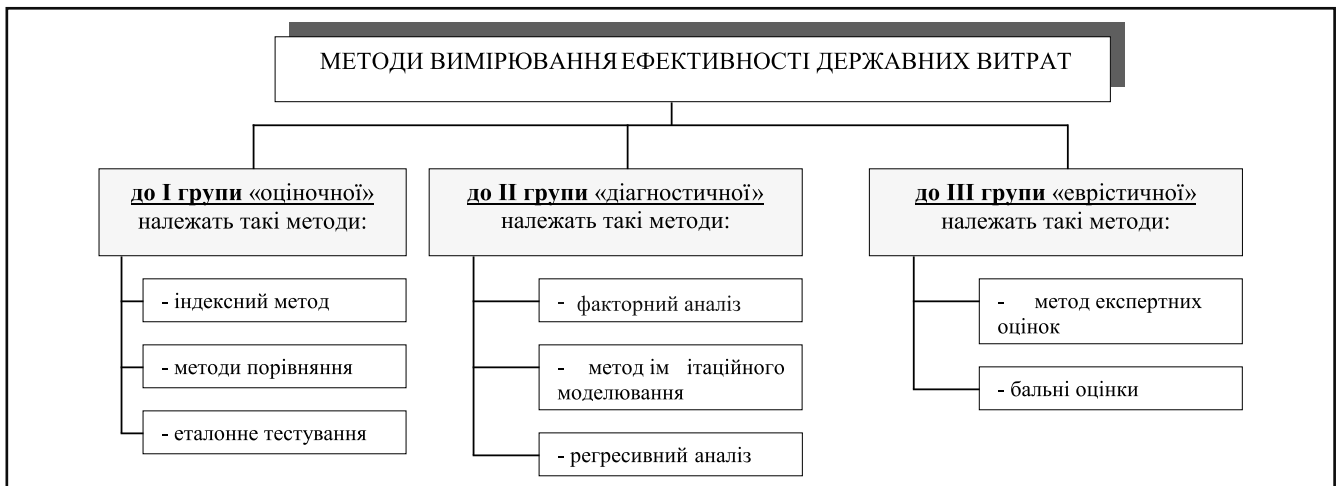 МЕТОДИ ВИМІРЮВАННЯ ЕФЕКТИВНОСТІ ДЕРЖАВНИХ ВИТРАТ
до І групи «оціночної»
належать такі методи:
- індексний метод
- методи порівняння
- еталонне тестування
до ІІ групи «діагностичної»
належать такі методи:
- факторний аналіз
- метод ім ітаційного
моделювання
- регресивний аналіз
до ІІІ групи «еврістичної»
належать такі методи:
- метод експертних
оцінок
- бальні оцінки